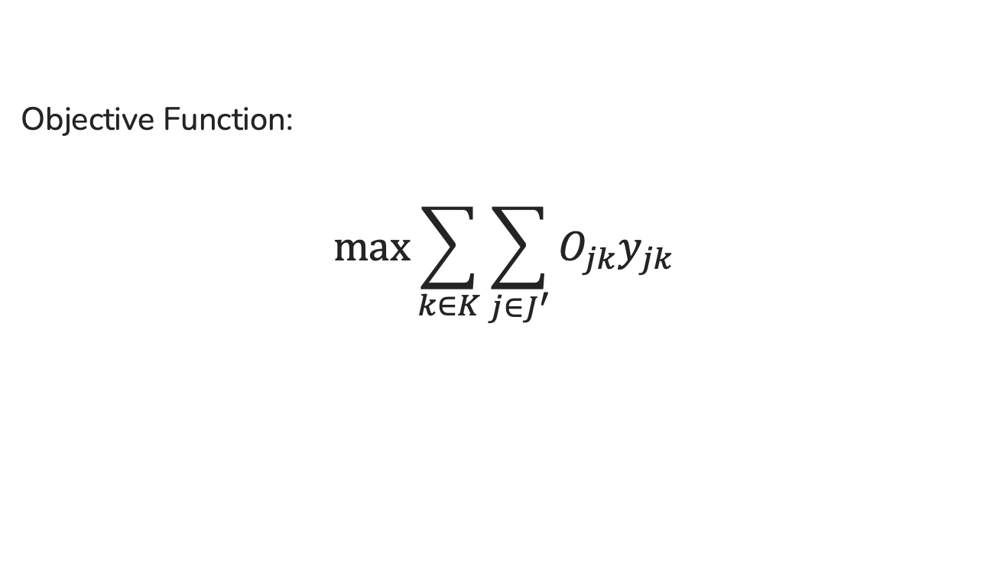 Objective Function:
max ∑ ∑ O_{jk} y_{jk}
k∈K j∈J′